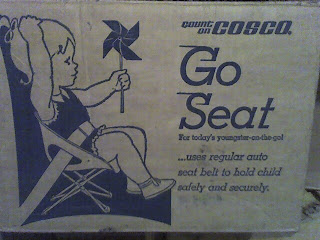 count on COSCO.
Go
Seat
For today's youngster-on-the-go!
...uses regular auto
seat belt to hold child
safely and securely.